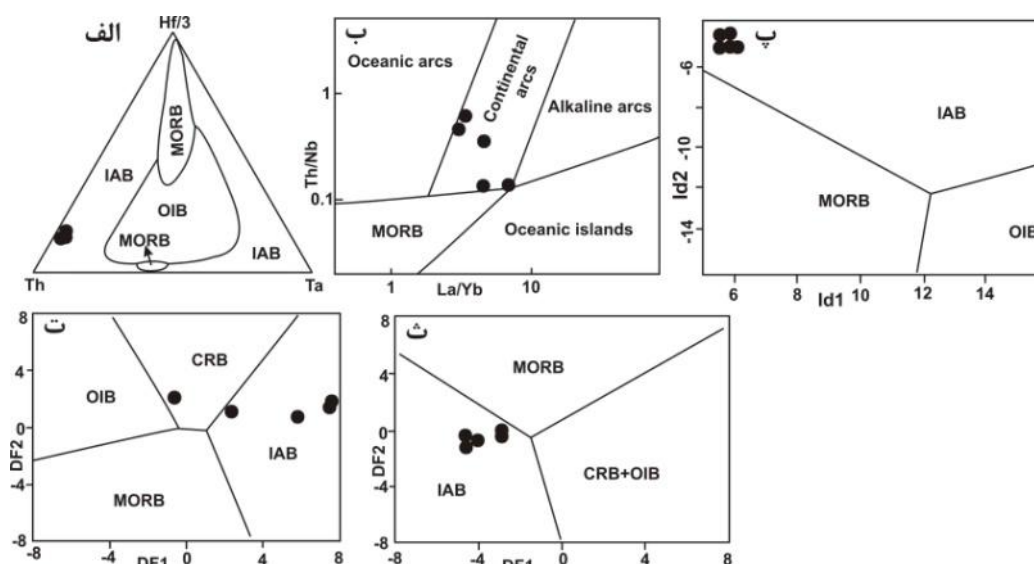 الف
Hf/3
MORB
IAB
OIB
MORB
IAB
Th
Ta
ب
Oceanic arcs
Continental
arcs
Alkaline arcs
MORB
Oceanic islands
Th/Nb
1
0.1
1
10
La/Yb
پ
IAB
MORB
OIB
Id2
-6
-10
-14
6
8
10
12
14
Id1
ت
CRB
OIB
IAB
MORB
DF2
8
4
0
-4
-8
-8
-4
0
4
8
DF1
ث
MORB
IAB
CRB+OIB
DF2
8
4
0
-4
-8
-8
-4
0
4
8
DF1